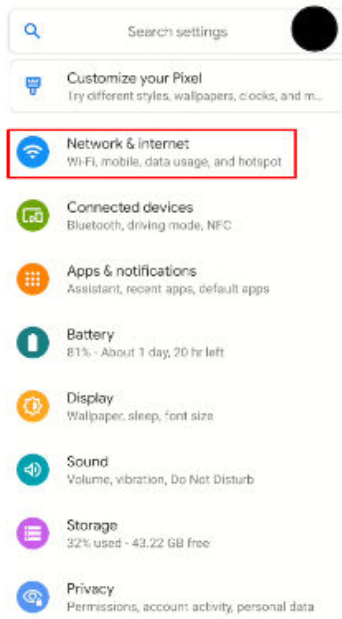 Search settings
Customize your Pixel
Try different styles, wallpapers, clocks, and m...
Network & internet
Wi-Fi, mobile, data usage, and hotspot
Connected devices
Bluetooth, driving mode, NFC
Apps & notifications
Assistant, recent apps, default apps
Battery
81% - About 1 day, 20 hr left
Display
Wallpaper, sleep, font size
Sound
Volume, vibration, Do Not Disturb
Storage
32% used - 43.22 GB free
Privacy
Permissions, account activity, personal data